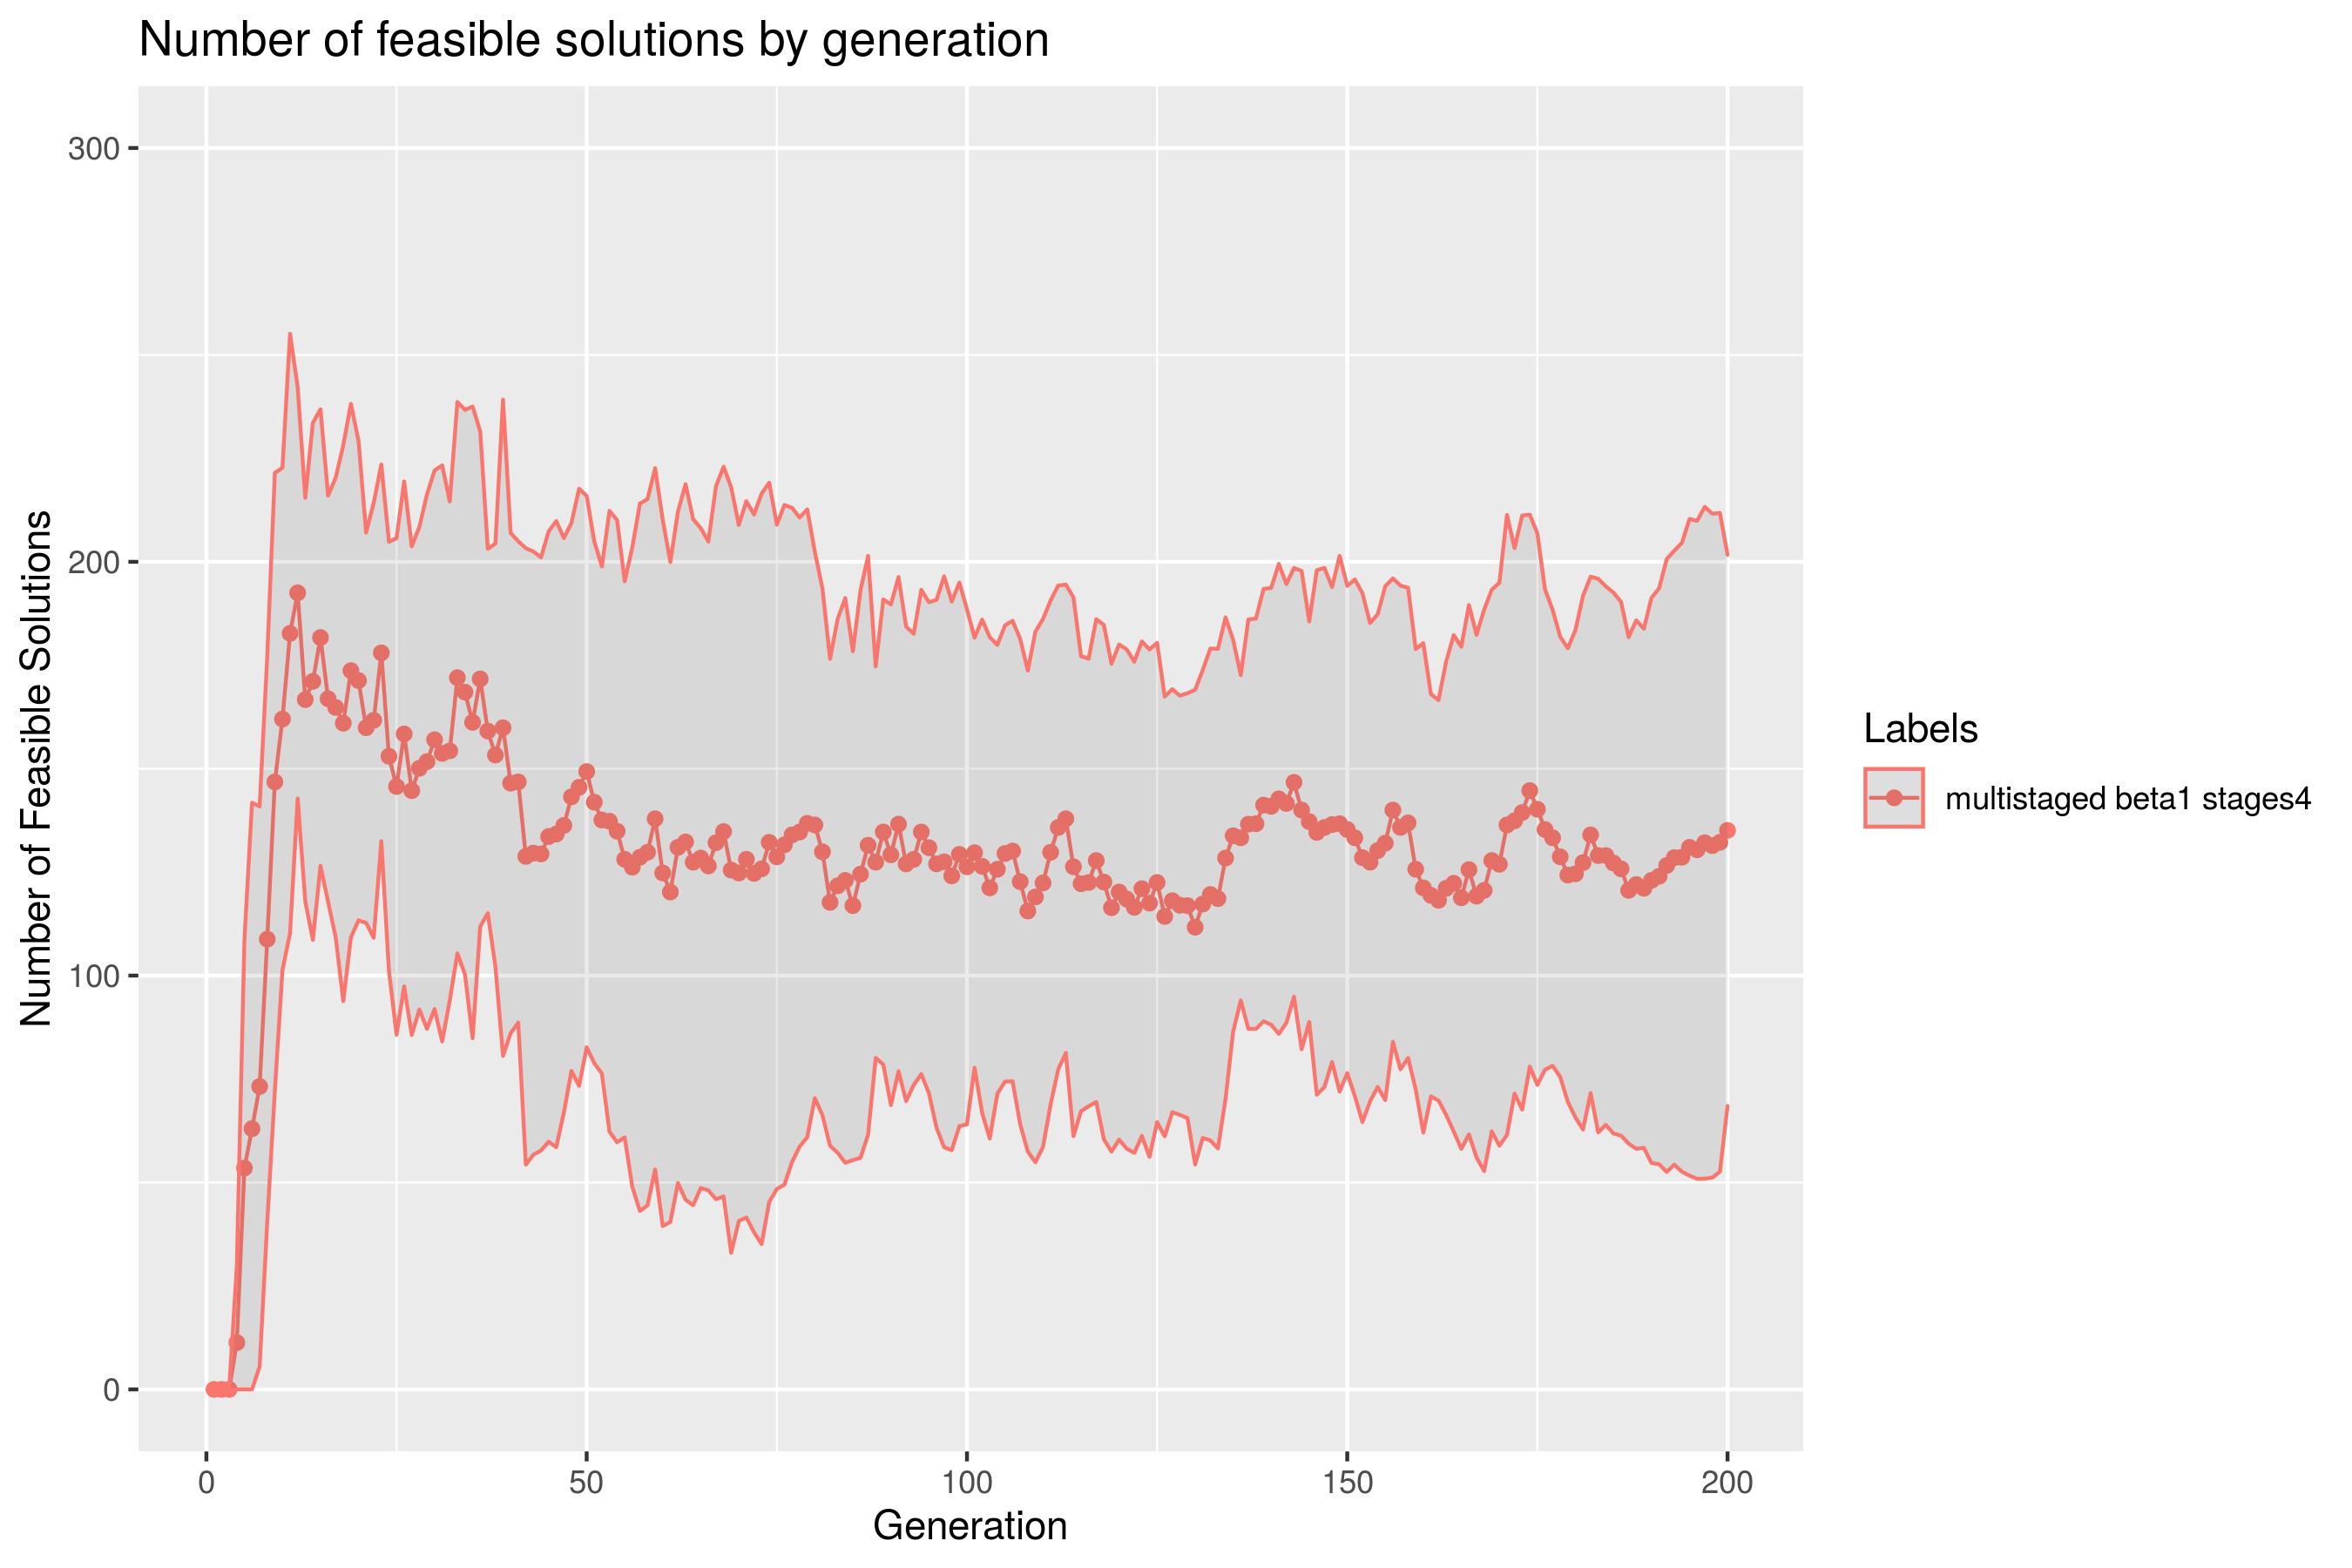 Number of feasible solutions by generation
300
200
100
0
Number of Feasible Solutions
0 50 100 150 200
Generation
Labels
multistaged beta1 stages4